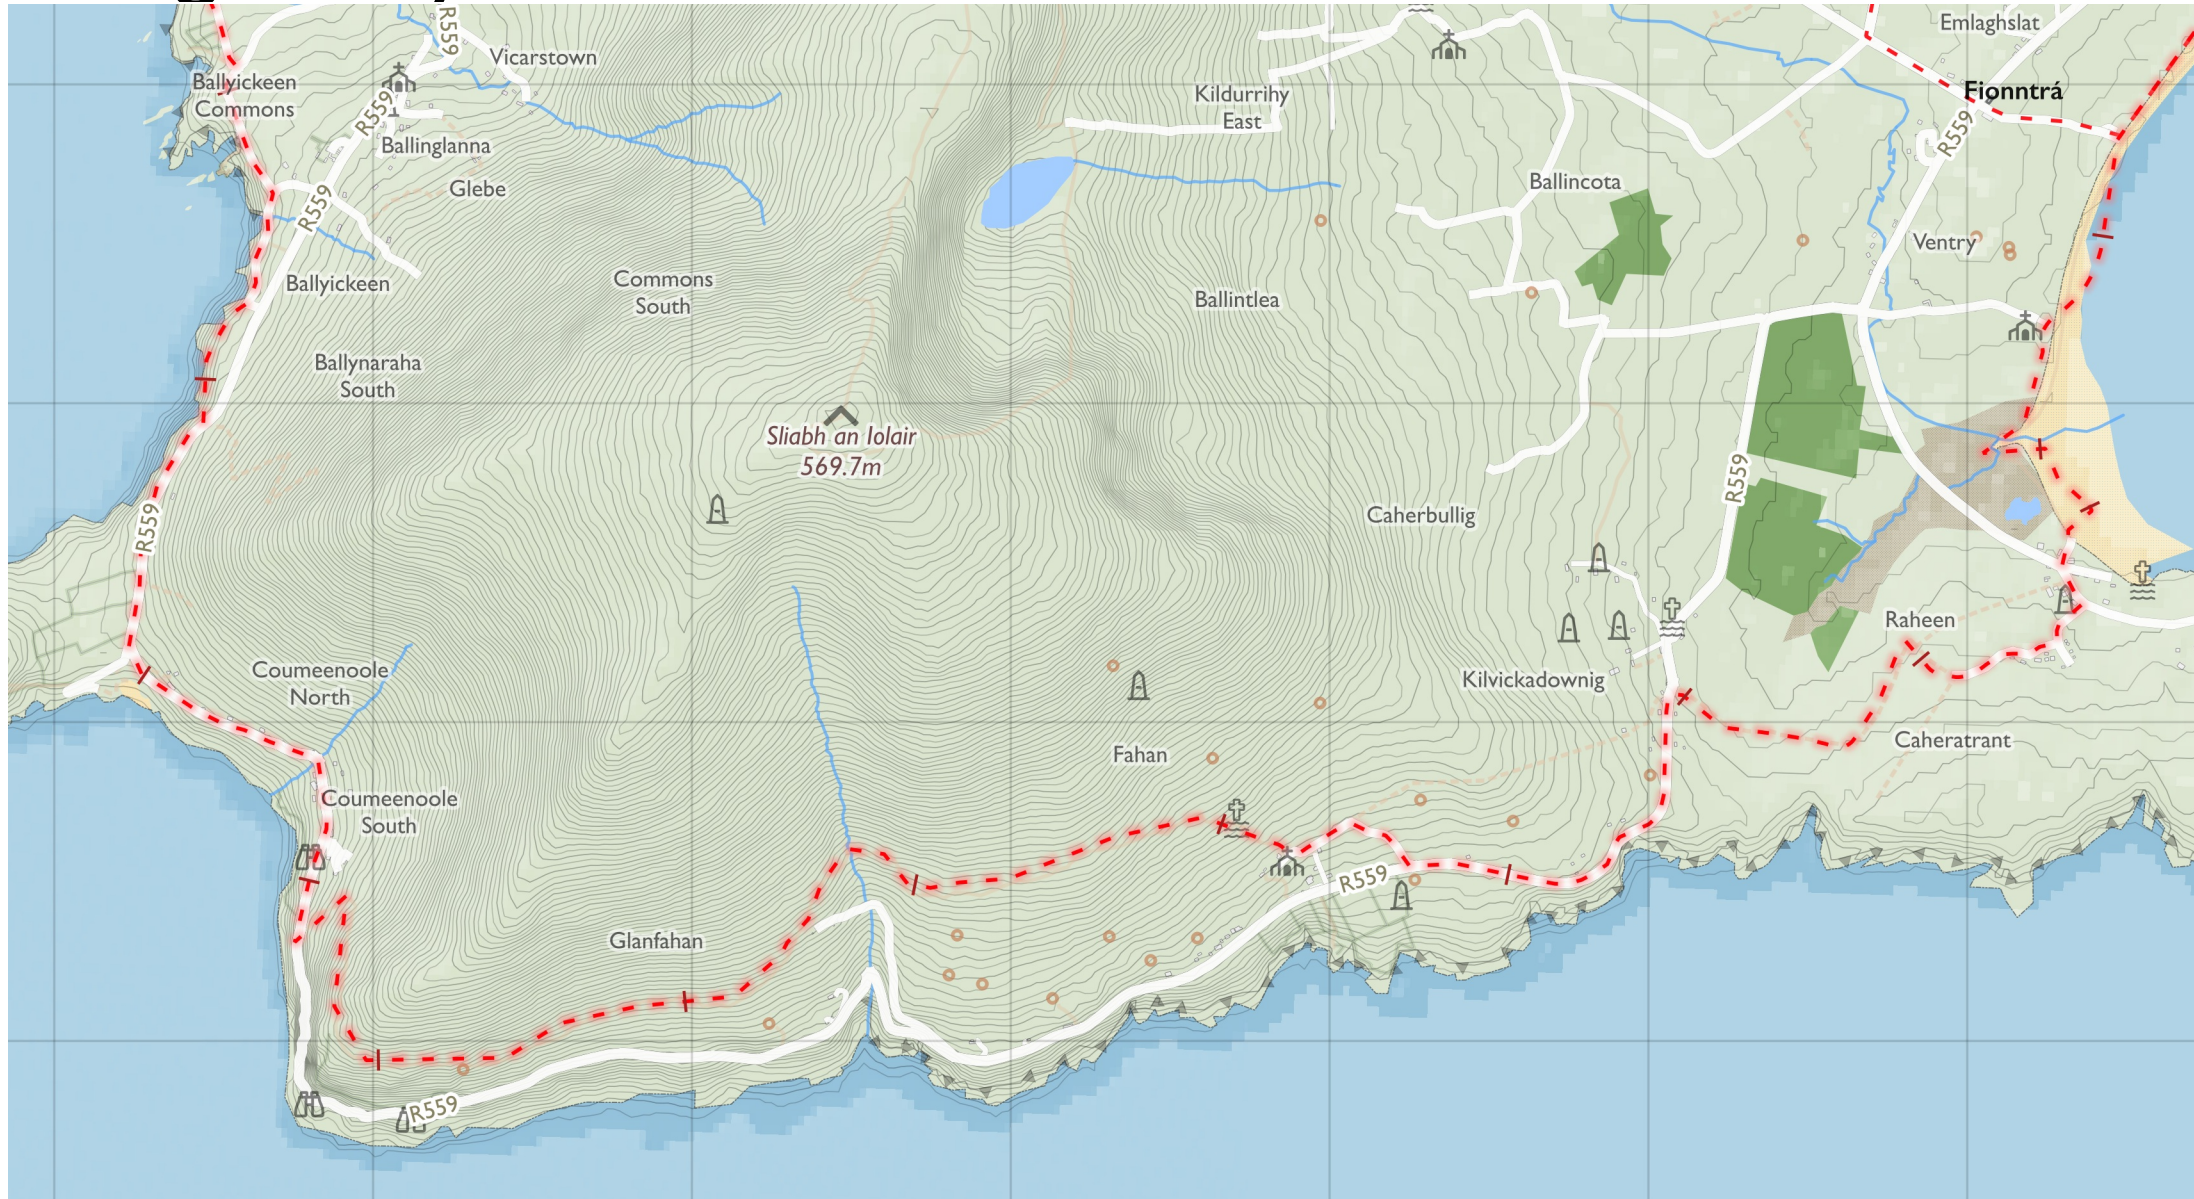 R559
Vicarstown
Emlaghslat
Ballyickeen
Commons
Fionntrá
Kildurrihy
East
R559
R559
Ballinglanna
Glebe
Ballincota
R559
Ventry
Ballyickeen
Commons
South
Ballintlea
Ballynaraha
South
Sliabh an Iolair
569.7m
R559
R559
Caherbullig
Raheen
Coumeenoole
North
Kilvickadownig
Caheratrant
Fahan
Coumeenoole
South
R559
Glanfahan
R559